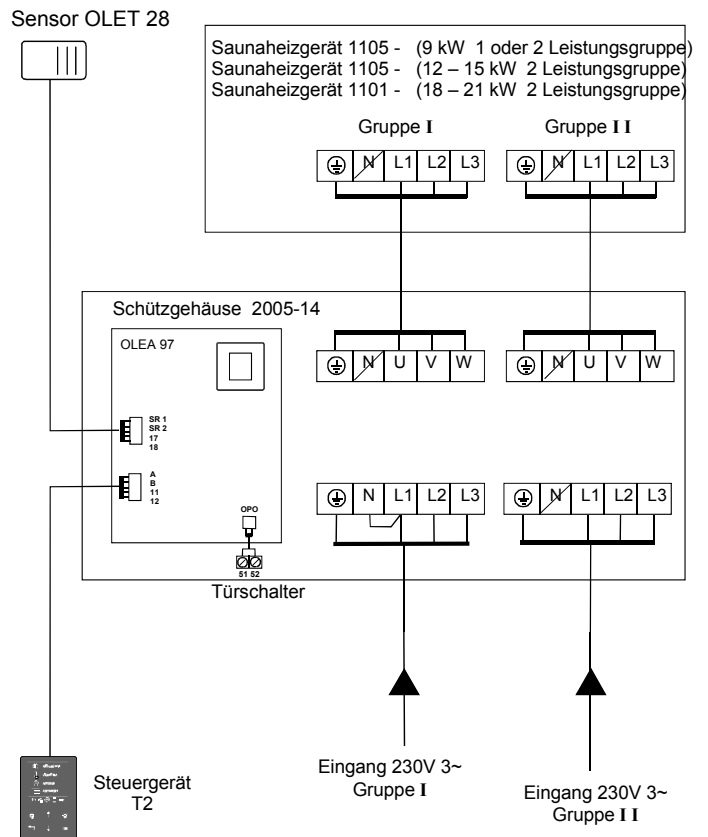 Sensor OLET 28
Saunaheizgerät 1105 - (9 kW 1 oder 2 Leistungsgruppe)
Saunaheizgerät 1105 - (12 – 15 kW 2 Leistungsgruppe)
Saunaheizgerät 1101 - (18 – 21 kW 2 Leistungsgruppe)
Gruppe I Gruppe I I
N L1 L2 L3 N L1 L2 L3
Schützgehäuse 2005-14
OLEA 97
N U V W N U V W
SR 1
SR 2
17
18
A
B
11
12
N L1 L2 L3 N L1 L2 L3
OPO
51 52
Türschalter
Steuergerät
T2
Eingang 230V 3~
Gruppe I
Eingang 230V 3~
Gruppe I I